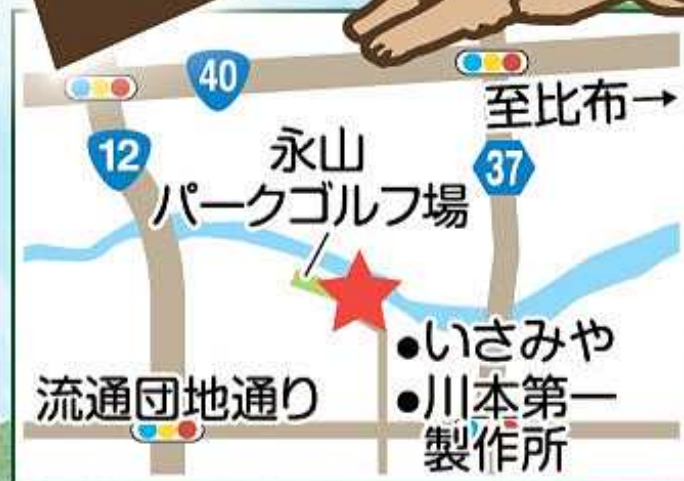 40
至比布→
12
永山
パークゴルフ場
37
●いさみや
流通団地通り
●川本第一
製作所